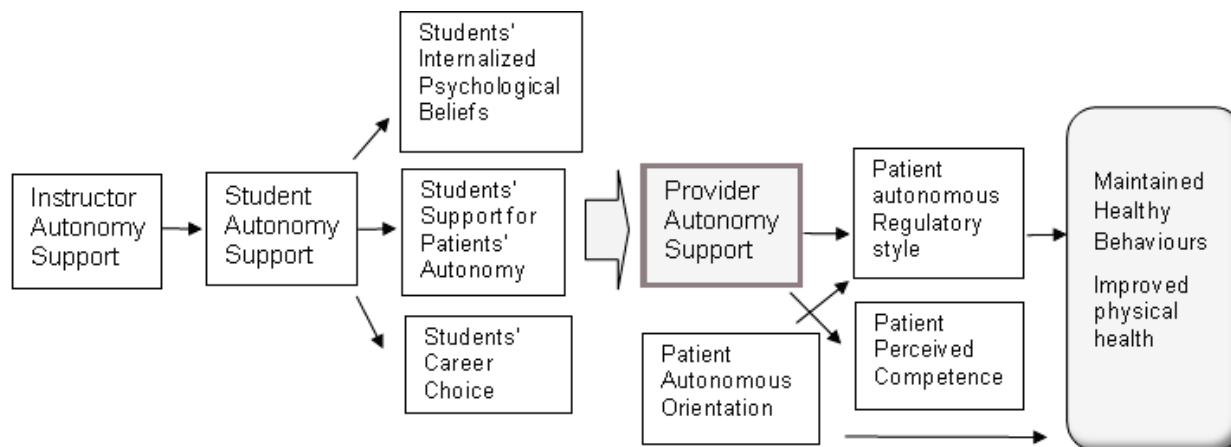 Instructor
Autonomy
Support
Student
Autonomy
Support
Students'
Internalized
Psychological
Beliefs
Students'
Support for
Patients'
Autonomy
Students'
Career
Choice
Provider
Autonomy
Support
Patient
Autonomous
Orientation
Patient
autonomous
Regulatory
style
Patient
Perceived
Competence
Maintained
Healthy
Behaviours
Improved
physical
health